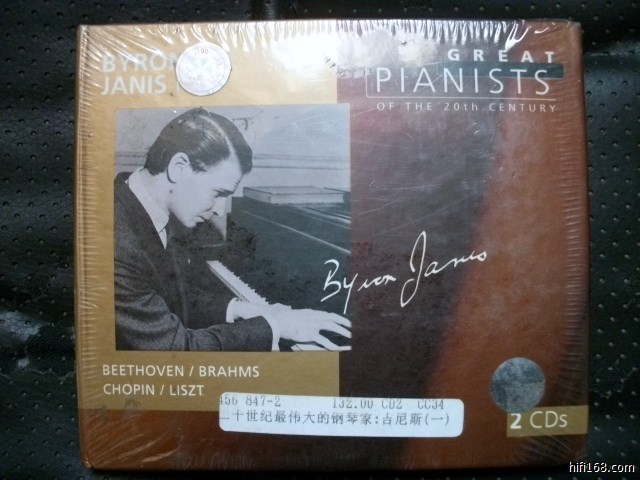 BYRON
JANIS
GREAT
PIANISTS
OF THE 20th CENTURY
Byron Janis
BEETHOVEN / BRAHMS
CHOPIN / LISZT
456 847-2 132.00 CD2 CC34
二十世纪最伟大的钢琴家:古尼斯(一)
2 CDs
hifi168.com